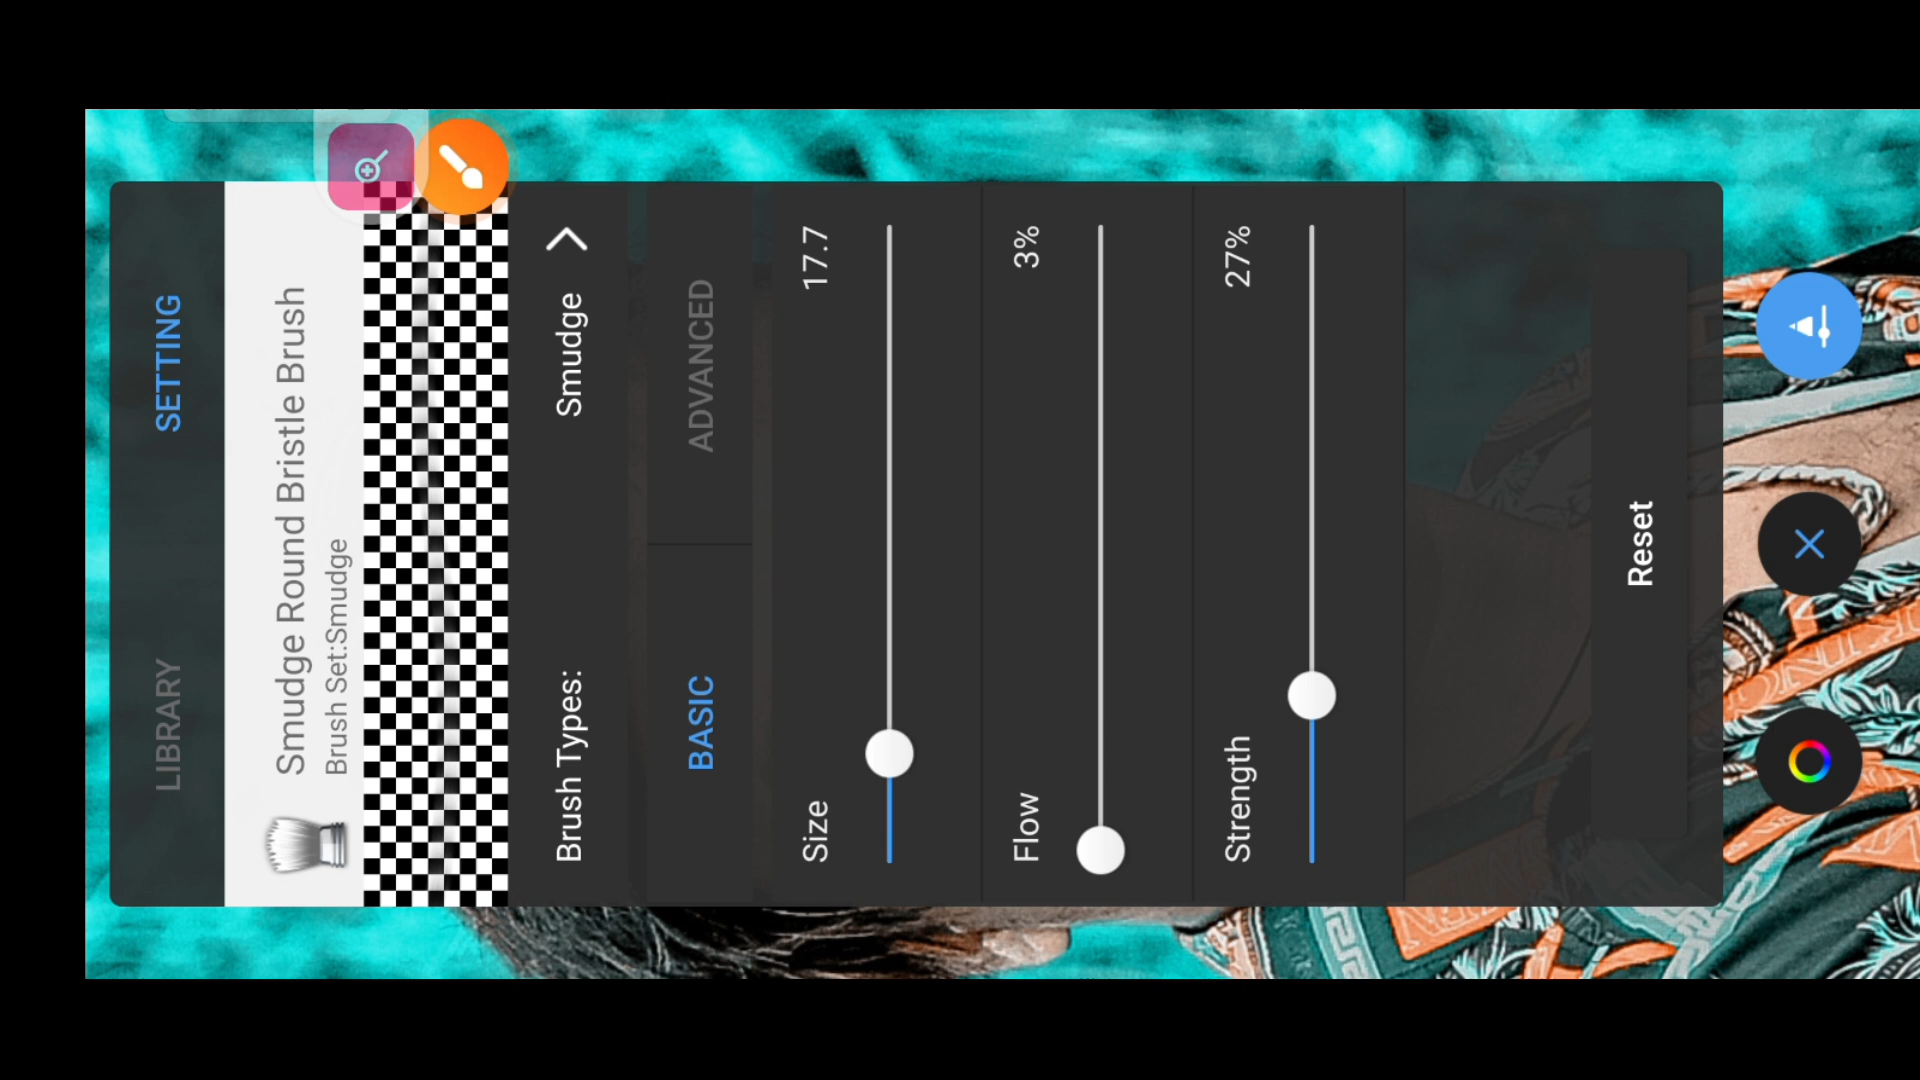 LIBRARY SETTING
Smudge Round Bristle Brush
Brush Set:Smudge
Brush Types: Smudge
BASIC ADVANCED
Size 17.7
Flow 3%
Strength 27%
Reset